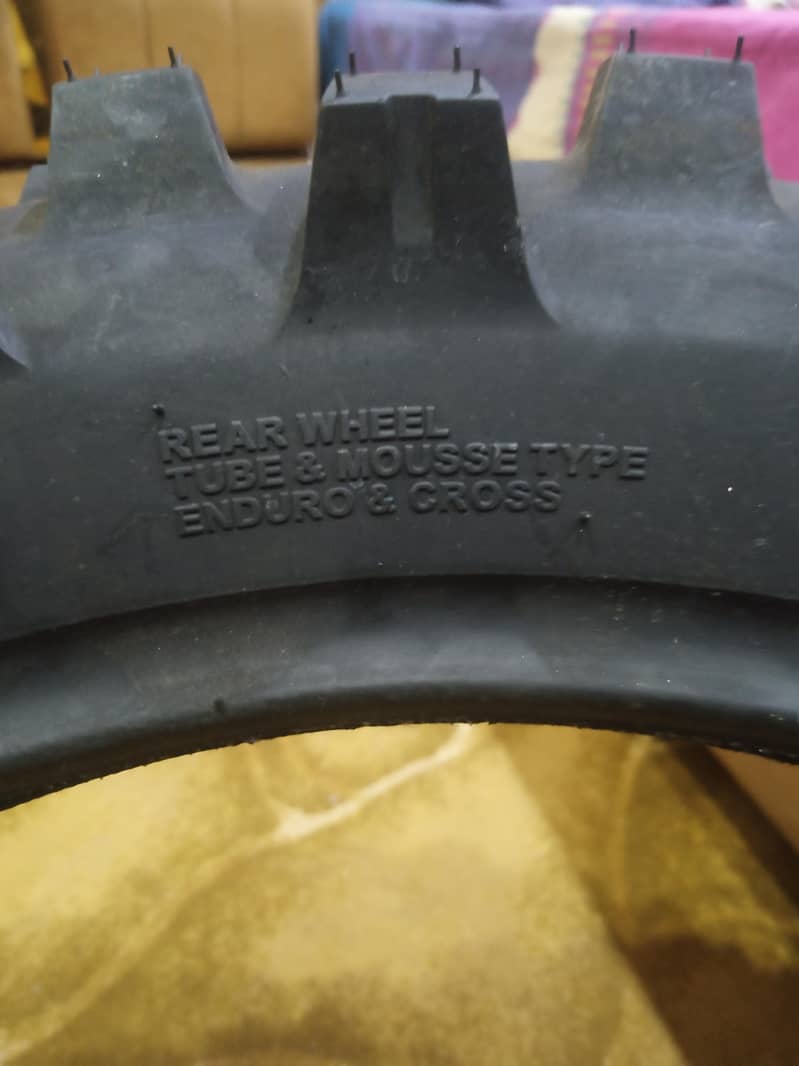 REAR WHEEL
TUBE & MOUSSE TYPE
ENDURO & CROSS